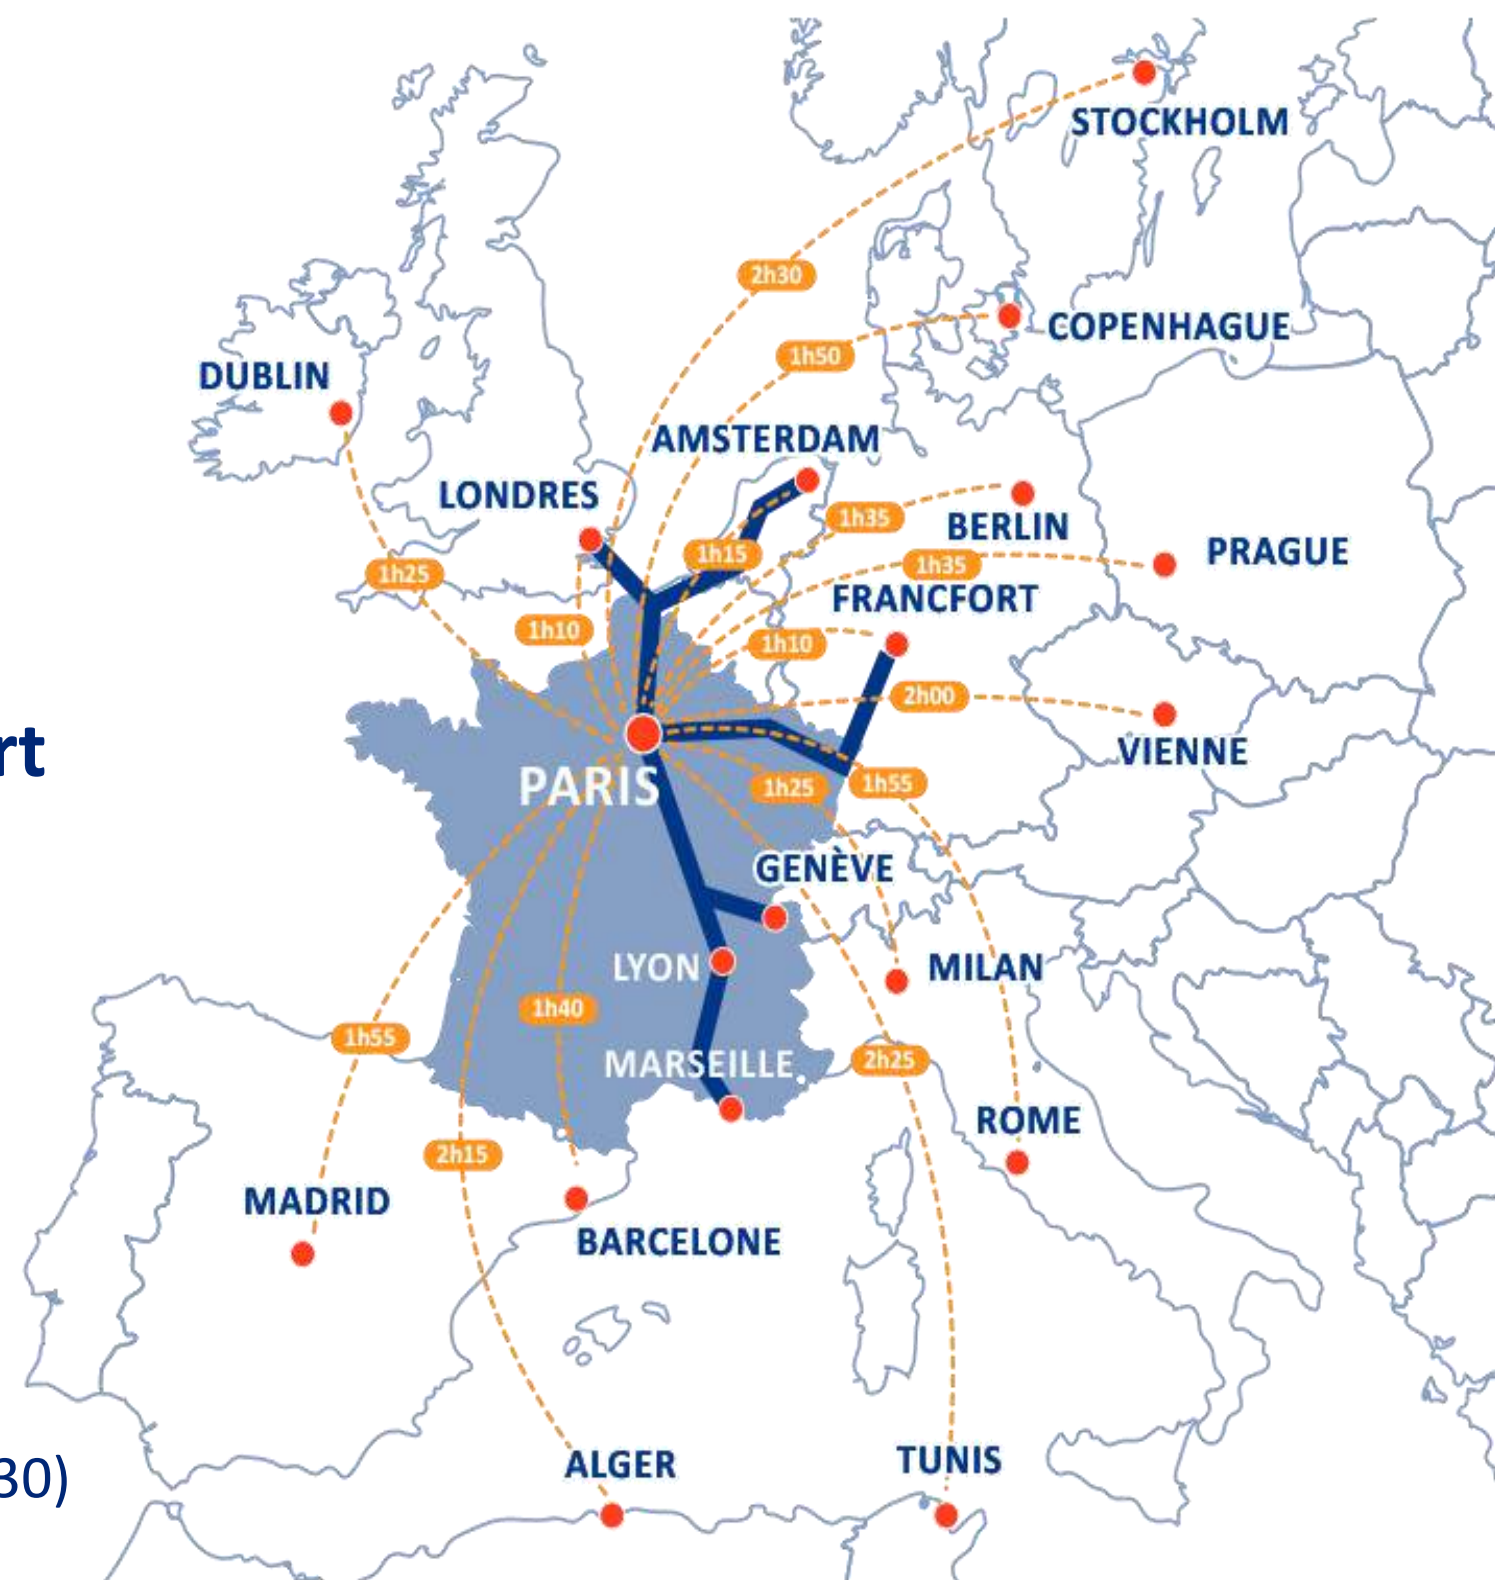 STOCKHOLM
2h30
COPENHAGUE
1h50
DUBLIN
AMSTERDAM
LONDRES
1h35
BERLIN
1h15
PRAGUE
1h35
1h25
FRANCFORT
1h10
1h10
2h00
rt
VIENNE
PARIS
1h25
1h55
GENÈVE
LYON
MILAN
1h40
1h55
MARSEILLE
2h25
ROME
2h15
MADRID
BARCELONE
ALGER
TUNIS
30)